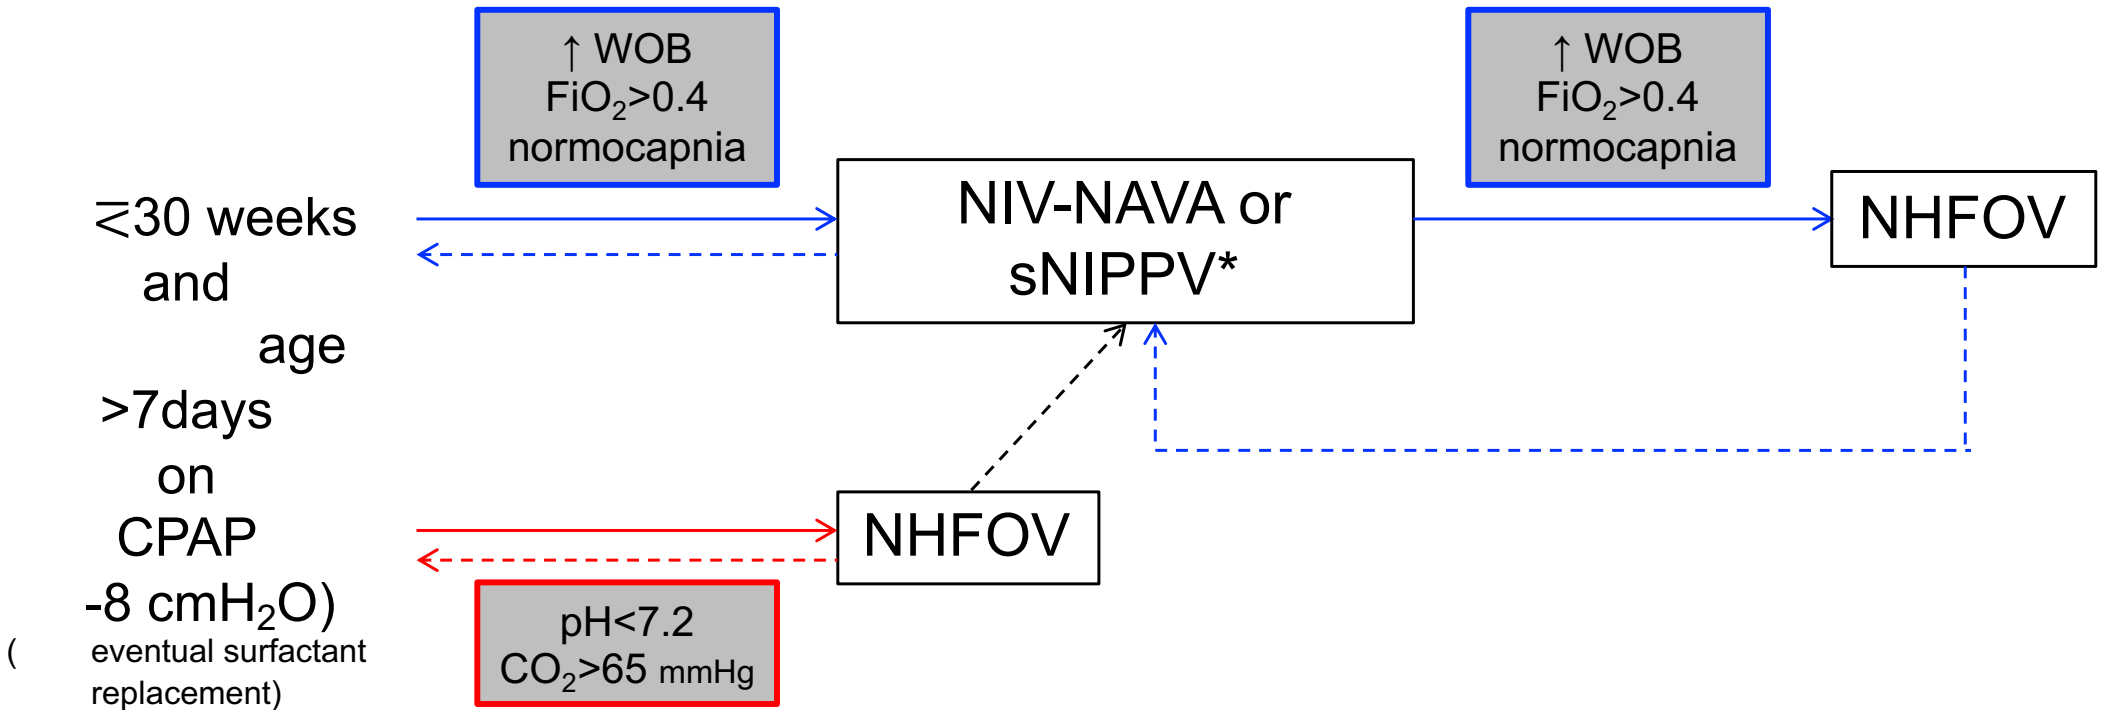 ↑ WOB
FiO₂>0.4
normocapnia
↑ WOB
FiO₂>0.4
normocapnia
⪕30 weeks
and
age
>7days
on
CPAP
-8 cmH₂O)
( eventual surfactant
replacement)
NIV-NAVA or
sNIPPV*
NHFOV
NHFOV
pH<7.2
CO₂>65 mmHg